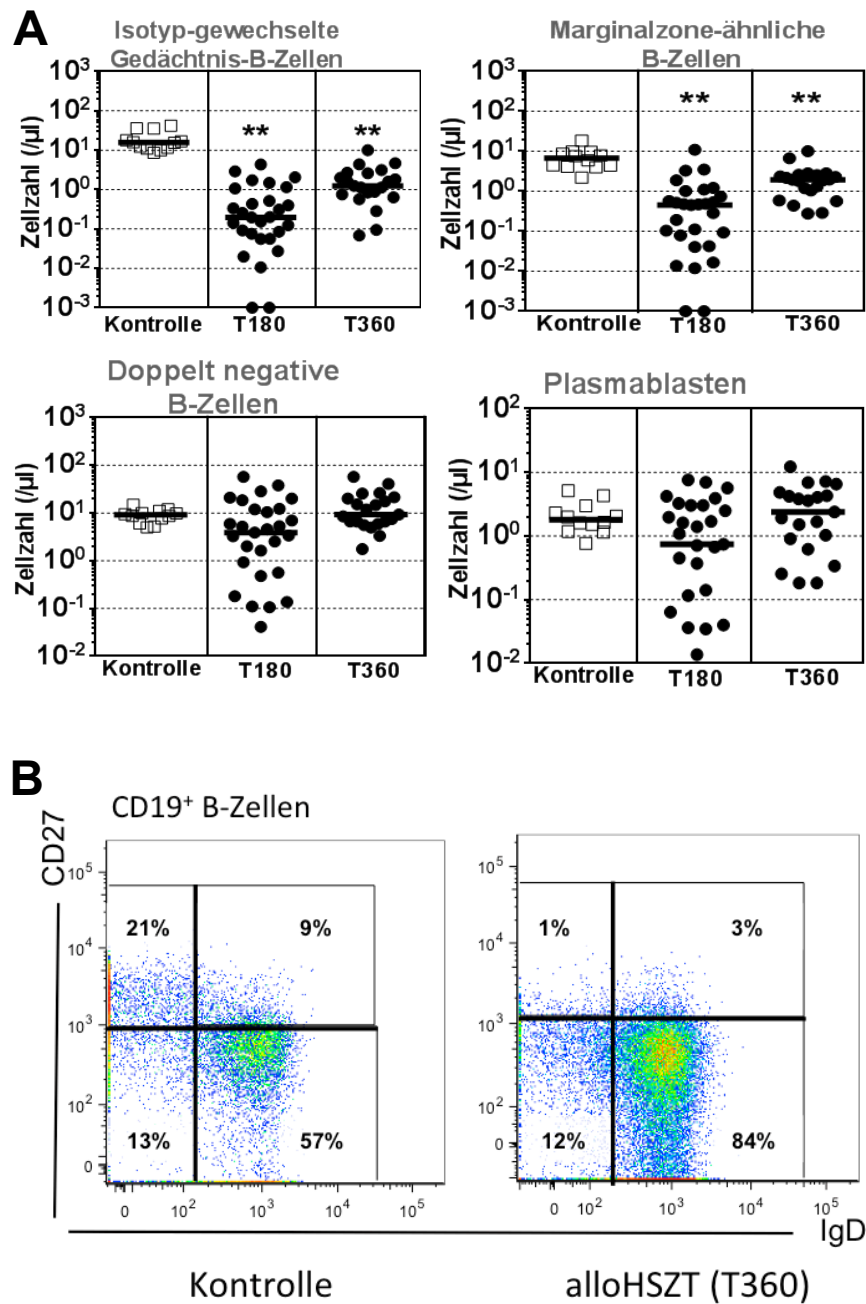 A
Isotyp-gewechselte
Gedächtnis-B-Zellen
Zellzahl (/µl)
10³
10²
10¹
10⁰
10⁻¹
10⁻²
10⁻³
**
**
Kontrolle T180 T360
Marginalzone-ähnliche
B-Zellen
Zellzahl (/µl)
10³
10²
10¹
10⁰
10⁻¹
10⁻²
10⁻³
**
**
Kontrolle T180 T360
Doppelt negative
B-Zellen
Zellzahl (/µl)
10³
10²
10¹
10⁰
10⁻¹
10⁻²
Kontrolle T180 T360
Plasmablasten
Zellzahl (/µl)
10²
10¹
10⁰
10⁻¹
10⁻²
Kontrolle T180 T360
B
CD19⁺ B-Zellen
CD27
10⁵
10⁴
10³
10²
0
21% 9%
13% 57%
0 10² 10³ 10⁴ 10⁵
10⁵
10⁴
10³
10²
0
1% 3%
12% 84%
0 10² 10³ 10⁴ 10⁵
IgD
Kontrolle
alloHSZT (T360)